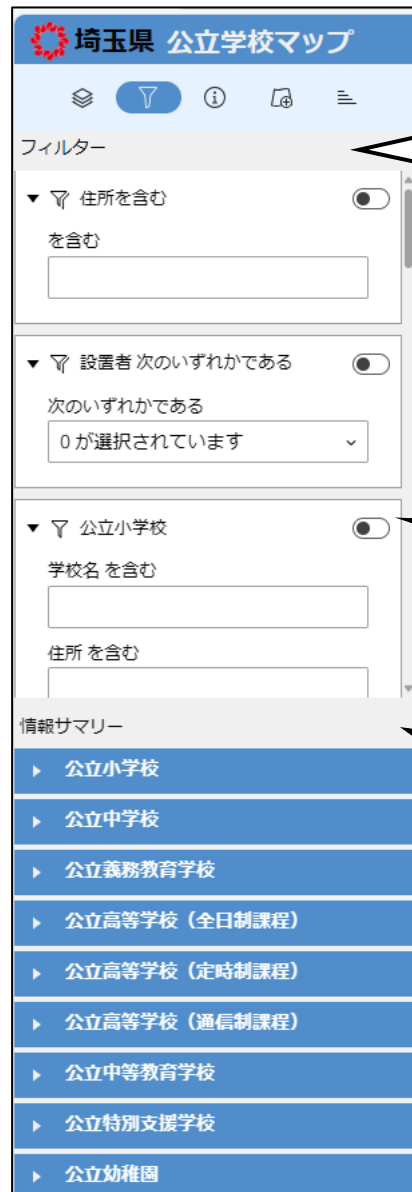 埼玉県 公立学校マップ
フィルター
住所を含む
を含む
設置者 次のいずれかである
次のいずれかである
0 が選択されています
公立小学校
学校名 を含む
住所 を含む
情報サマリー
公立小学校
公立中学校
公立義務教育学校
公立高等学校（全日制課程）
公立高等学校（定時制課程）
公立高等学校（通信制課程）
公立中等教育学校
公立特別支援学校
公立幼稚園